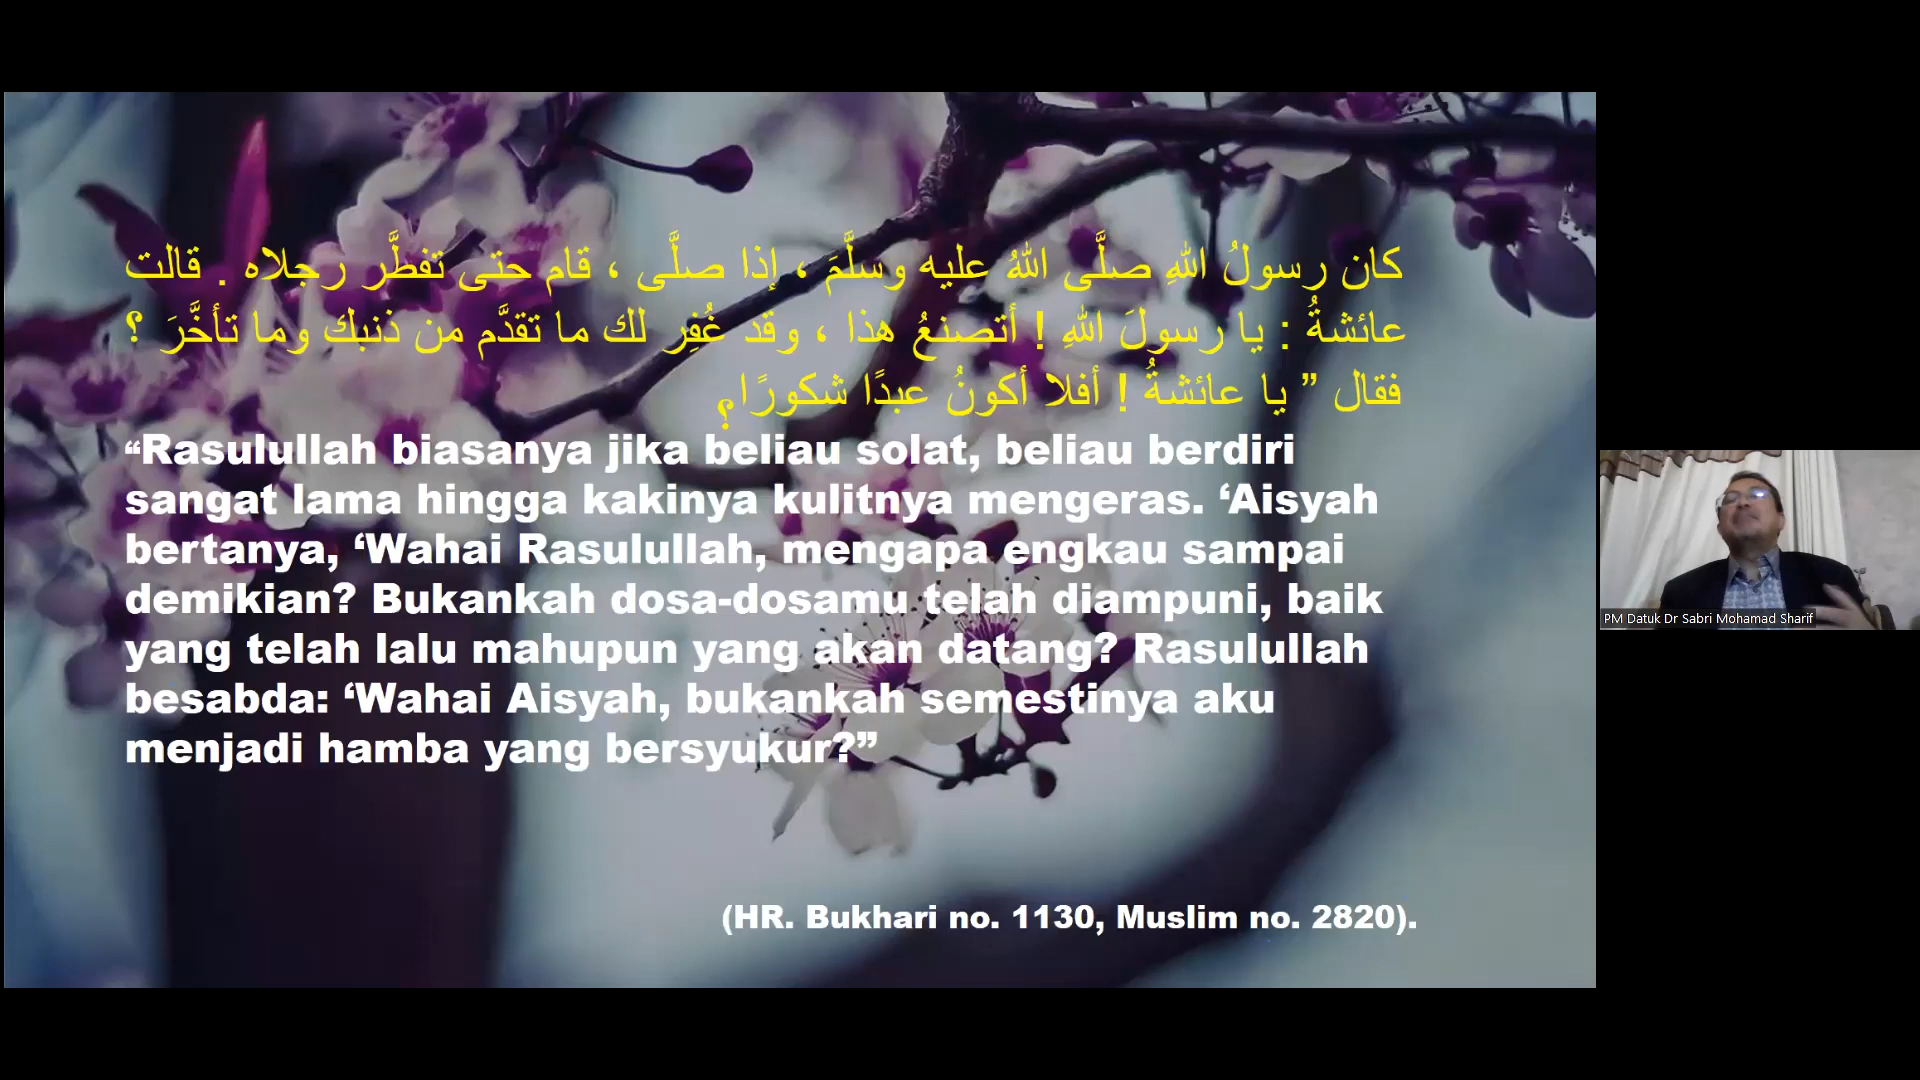 كان رسولُ اللهِ صلَّى اللهُ عليه وسلَّمَ ، إذا صلَّى ، قام حتى تفطَّر رجلاه . قالت
عائشةُ : يا رسولَ اللهِ ! أتصنعُ هذا ، وقد غُفِر لك ما تقدَّم من ذنبك وما تأخَّرَ ؟
فقال ” يا عائشةُ ! أفلا أكونُ عبدًا شكورًا؟
“Rasulullah biasanya jika beliau solat, beliau berdiri
sangat lama hingga kakinya kulitnya mengeras. ‘Aisyah
bertanya, ‘Wahai Rasulullah, mengapa engkau sampai
demikian? Bukankah dosa-dosamu telah diampuni, baik
yang telah lalu mahupun yang akan datang? Rasulullah
besabda: ‘Wahai Aisyah, bukankah semestinya aku
menjadi hamba yang bersyukur?”
(HR. Bukhari no. 1130, Muslim no. 2820).
PM Datuk Dr Sabri Mohamad Sharif